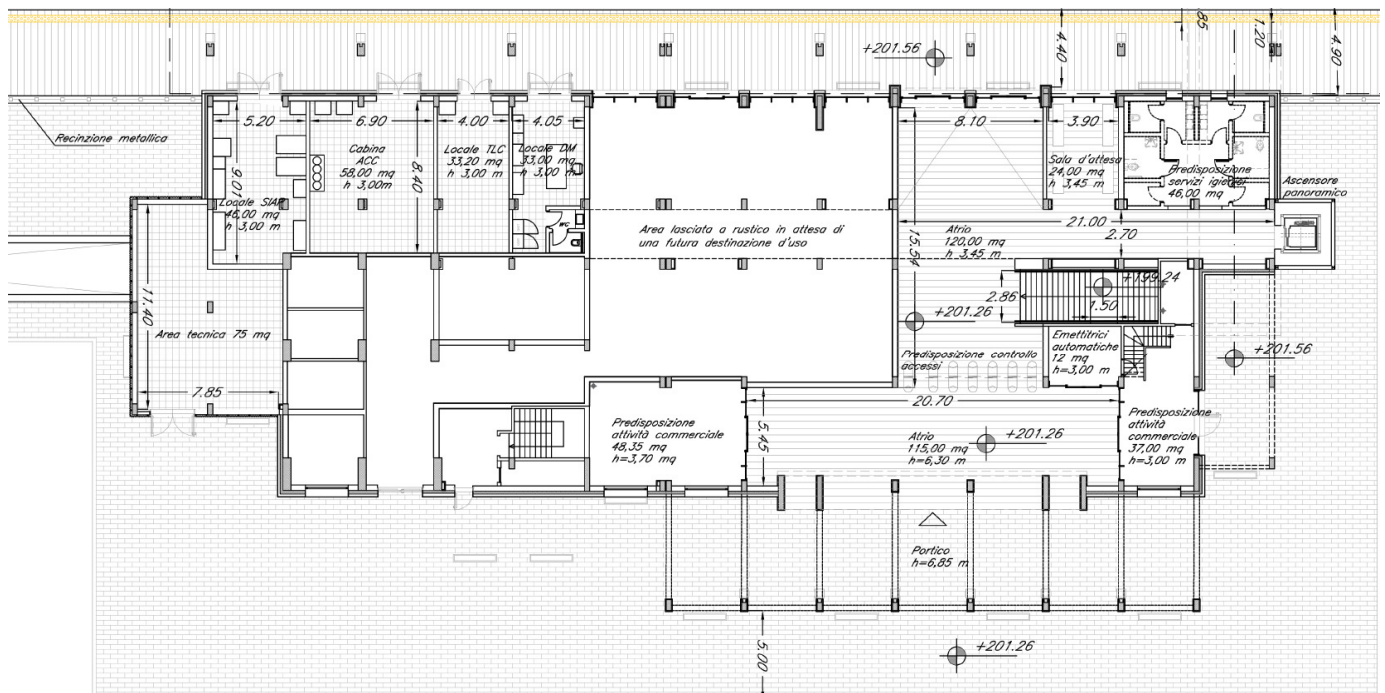 4.40
.85
1.20
4.90
+201.56
Recinzione metallica
5.20
6.90
4.00
4.05
8.10
3.90
Cabina
ACC
58,00 mq
h 3,00m
Locale TLC
33,20 mq
h 3,00 m
Locale DM
33,00 mq
h 3,00 m
8.40
9.01
Locale SIAP
46,00 mq
h 3,00 m
WC
Sala d'attesa
24,00 mq
h 3,45 m
Predisposizione
servizi igienici
46,00 mq
Ascensore
panoramico
Area lasciata a rustico in attesa di
una futura destinazione d'uso
21.00
2.70
Atrio
120,00 mq
h 3,45 m
15.54
+199.24
2.86
1.50
+201.26
11.40
Area tecnica 75 mq
7.85
Emettitrici
automatiche
12 mq
h=3,00 m
+201.56
Predisposizione controllo
accessi
20.70
5.45
Predisposizione
attività commerciale
48,35 mq
h=3,70 mq
Atrio
115,00 mq
h=6,30 m
+201.26
Predisposizione
attività
commerciale
37,00 mq
h=3,00 m
Portico
h=6,85 m
5.00
+201.26